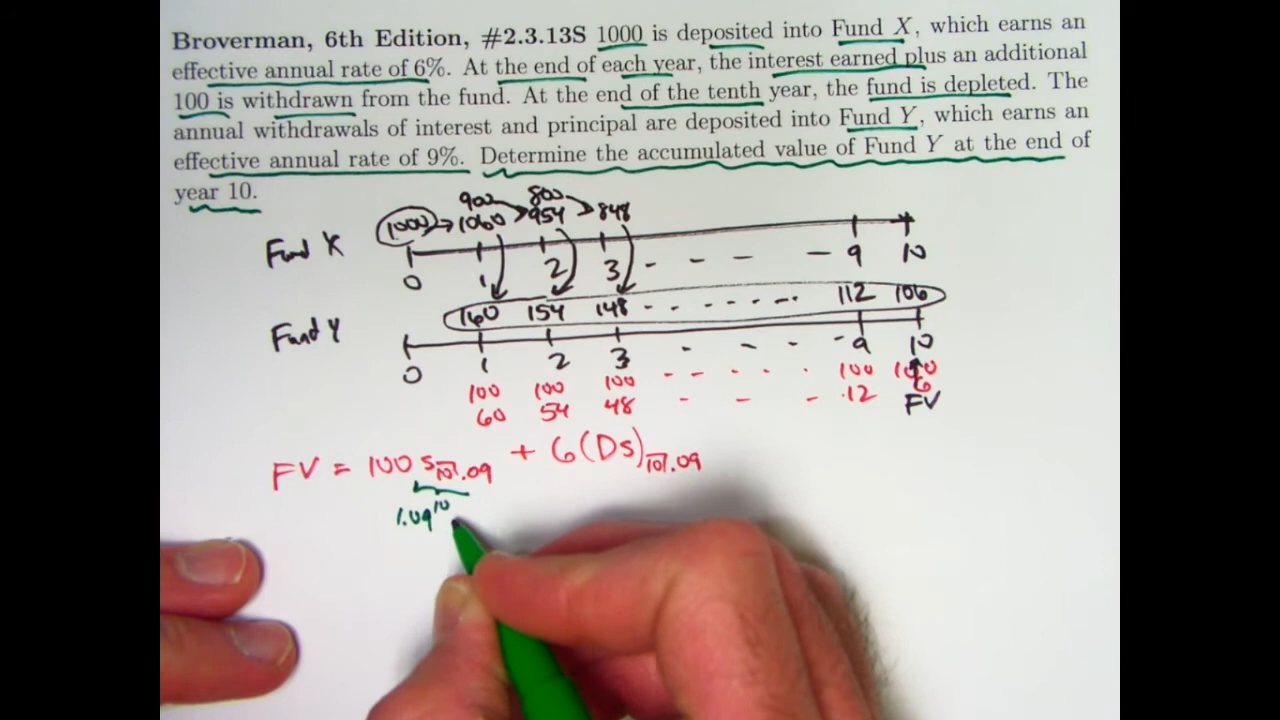 Broverman, 6th Edition, #2.3.13S 1000 is deposited into Fund X, which earns an
effective annual rate of 6%. At the end of each year, the interest earned plus an additional
100 is withdrawn from the fund. At the end of the tenth year, the fund is depleted. The
annual withdrawals of interest and principal are deposited into Fund Y, which earns an
effective annual rate of 9%. Determine the accumulated value of Fund Y at the end of
year 10.
900 800
1000 → 1060 → 954 → 848
Fund X
0 1 2 3 - - - - 9 10
160 154 148 - - - - - - - 112 106
Fund Y
0 1 2 3 - - - - 9 10
100 100 100 - - - - - 100 100
60 54 48 - - - 12 6
FV
FV = 100 s10⌉.09 + 6(Ds)10⌉.09
1.09^10